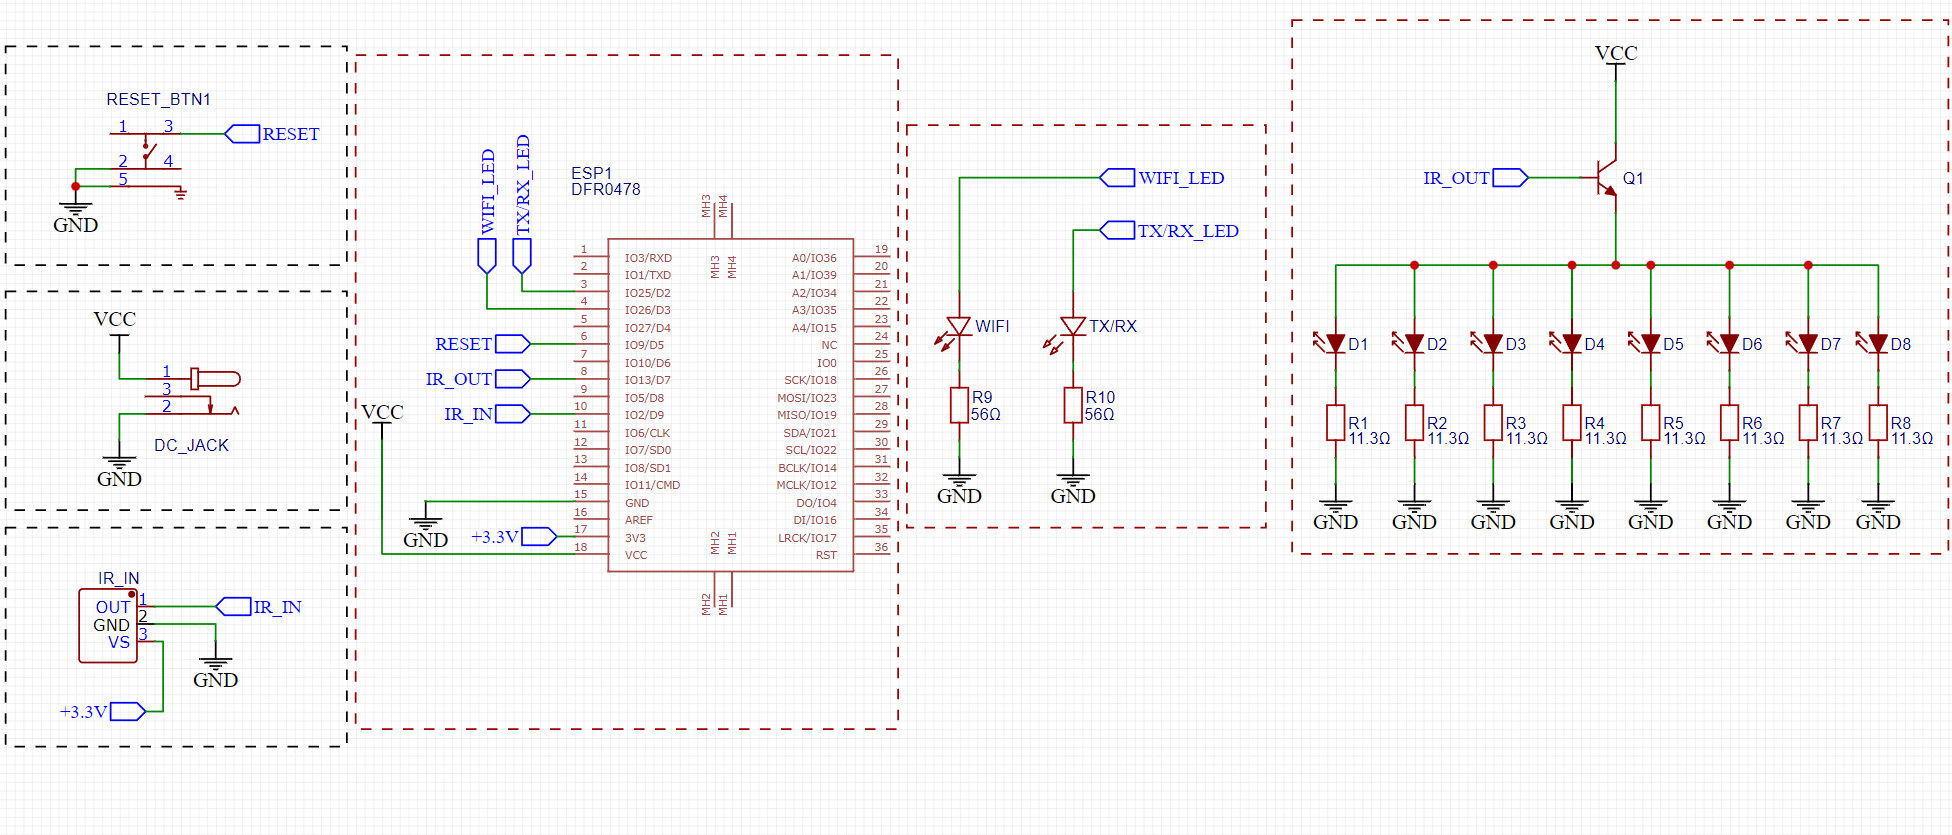 RESET_BTN1
1 3
RESET
2 4
5
GND
VCC
1
3
2
DC_JACK
GND
IR_IN
OUT 1
GND 2
VS 3
IR_IN
GND
+3.3V
WIFI_LED
TX/RX_LED
ESP1
DFR0478
MH3 MH4
MH3 MH4
1 IO3/RXD A0/IO36 19
2 IO1/TXD A1/IO39 20
3 IO25/D2 A2/IO34 21
4 IO26/D3 A3/IO35 22
5 IO27/D4 A4/IO15 23
RESET 6 IO9/D5 NC 24
7 IO10/D6 IO0 25
IR_OUT 8 IO13/D7 SCK/IO18 26
9 IO5/D8 MOSI/IO23 27
VCC
IR_IN 10 IO2/D9 MISO/IO19 28
11 IO6/CLK SDA/IO21 29
12 IO7/SD0 SCL/IO22 30
13 IO8/SD1 BCLK/IO14 31
14 IO11/CMD MCLK/IO12 32
15 GND DO/IO4 33
16 AREF DI/IO16 34
GND
+3.3V 17 3V3 LRCK/IO17 35
18 VCC RST 36
MH2 MH1
MH2 MH1
WIFI_LED
TX/RX_LED
WIFI TX/RX
R9 R10
56Ω 56Ω
GND GND
VCC
IR_OUT Q1
D1 D2 D3 D4 D5 D6 D7 D8
R1 R2 R3 R4 R5 R6 R7 R8
11.3Ω 11.3Ω 11.3Ω 11.3Ω 11.3Ω 11.3Ω 11.3Ω 11.3Ω
GND GND GND GND GND GND GND GND